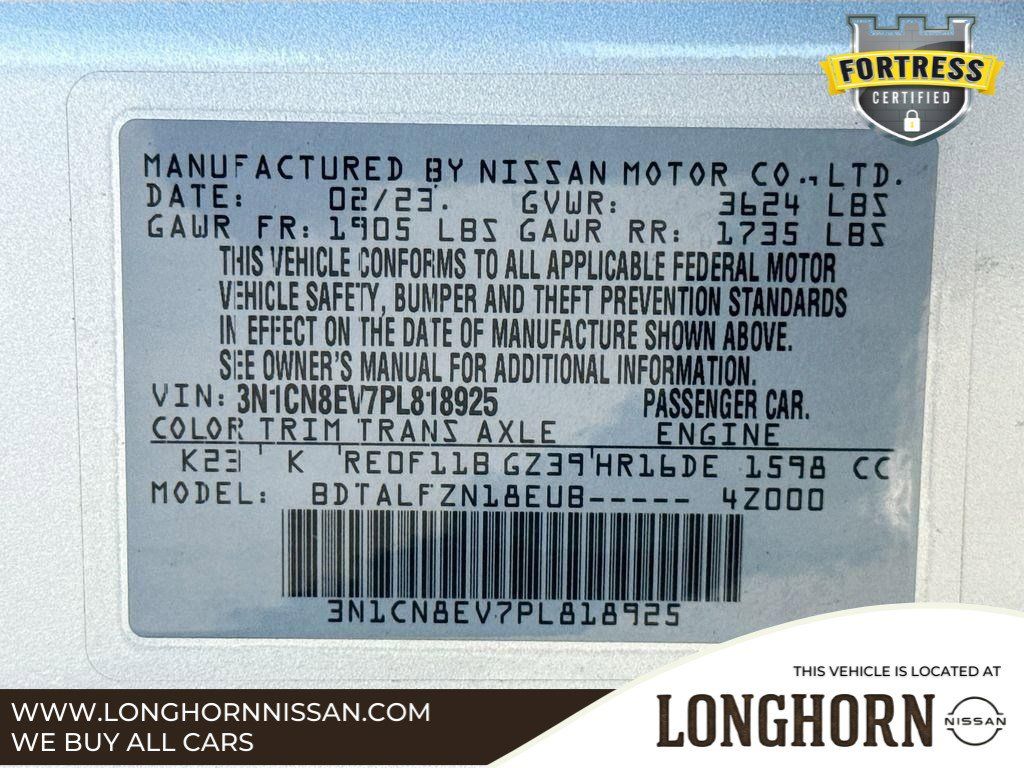 FORTRESS
CERTIFIED
MANUFACTURED BY NISSAN MOTOR CO., LTD.
DATE: 02/23. GVWR: 3624 LBS
GAWR FR: 1905 LBS GAWR RR: 1735 LBS
THIS VEHICLE CONFORMS TO ALL APPLICABLE FEDERAL MOTOR
VEHICLE SAFETY, BUMPER AND THEFT PREVENTION STANDARDS
IN EFFECT ON THE DATE OF MANUFACTURE SHOWN ABOVE.
SEE OWNER'S MANUAL FOR ADDITIONAL INFORMATION.
VIN: 3N1CN8EV7PL818925 PASSENGER CAR.
COLOR TRIM TRANS AXLE ENGINE
K23 K RE0F11B GZ39 HR16DE 1598 CC
MODEL: BDTALFZN18EUB----- 4Z000
3N1CN8EV7PL818925
THIS VEHICLE IS LOCATED AT
LONGHORN NISSAN
WWW.LONGHORNNISSAN.COM
WE BUY ALL CARS